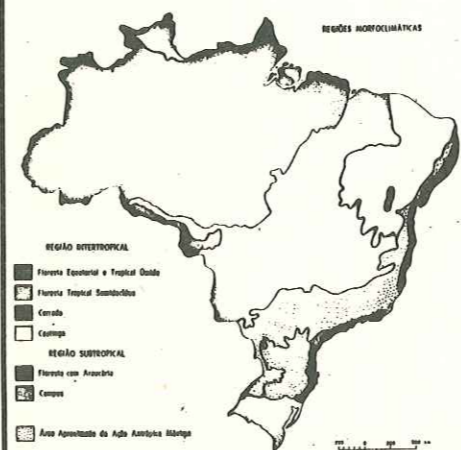 REGIÕES MORFOCLIMÁTICAS
REGIÃO INTERTROPICAL
Floresta Equatorial e Tropical Úmida
Floresta Tropical Semidecídua
Cerrado
Caatinga
REGIÃO SUBTROPICAL
Floresta com Araucária
Campos
Área Aproximada da Ação Antrópica Máxima
0